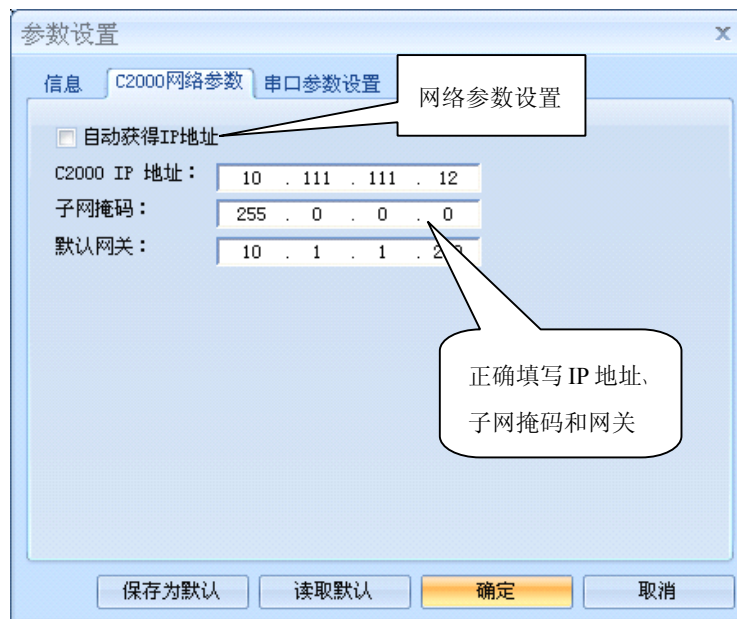 参数设置
信息 C2000网络参数 串口参数设置
网络参数设置
自动获得IP地址
C2000 IP 地址： 10 . 111 . 111 . 12
子网掩码： 255 . 0 . 0 . 0
默认网关： 10 . 1 . 1 .
正确填写 IP 地址、
子网掩码和网关
保存为默认 读取默认 确定 取消